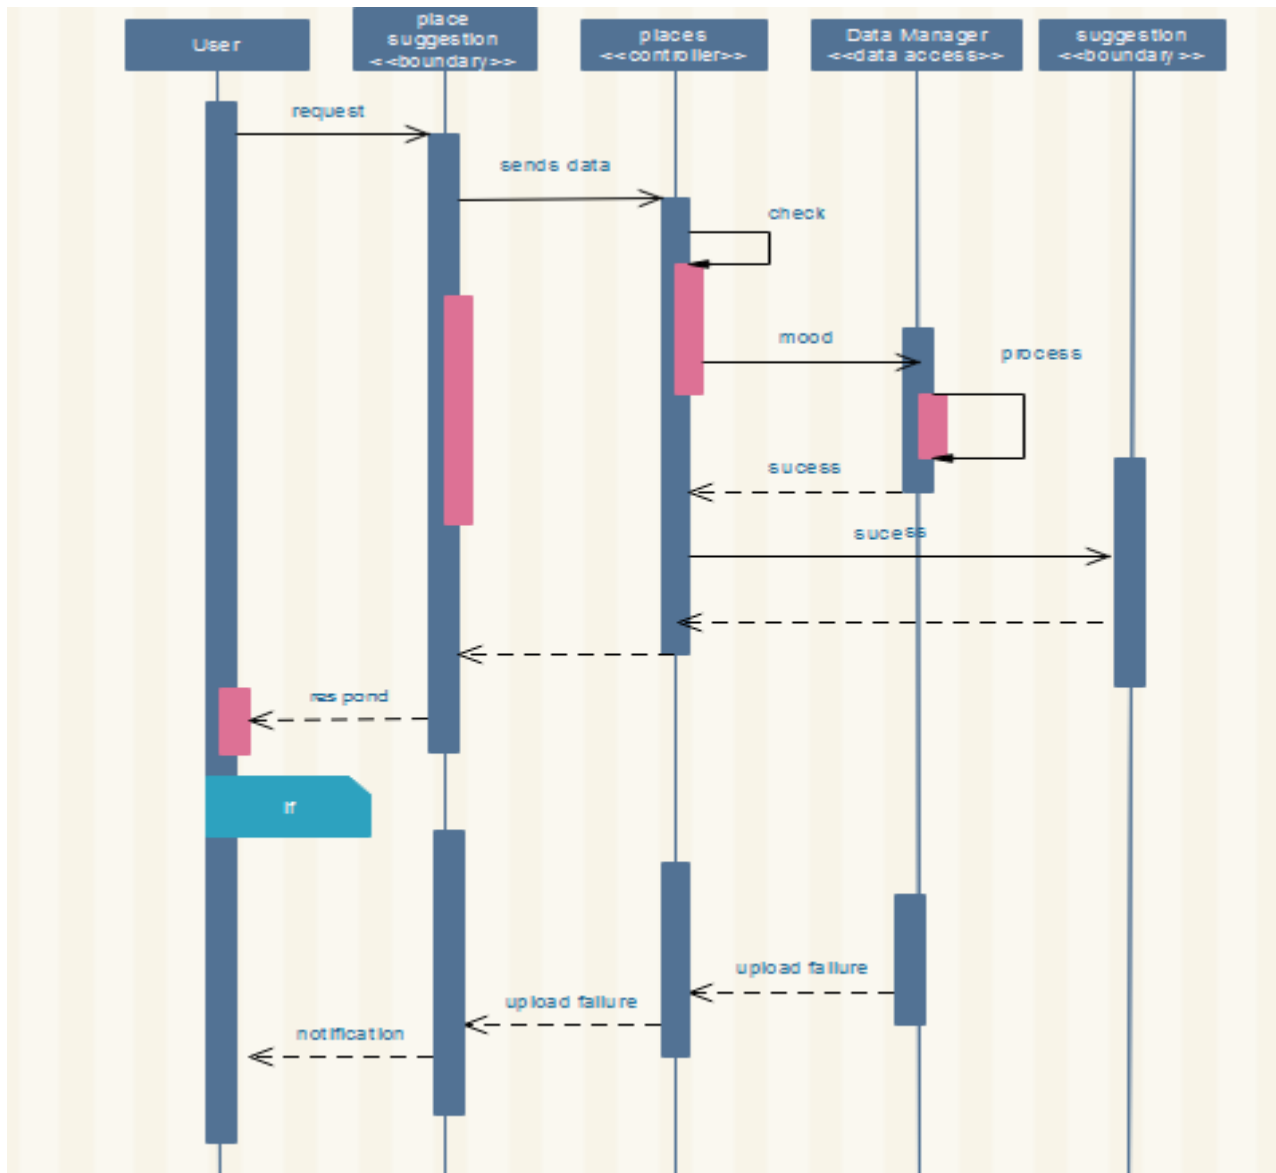 User
place
suggestion
<<boundary>>
places
<<controller>>
Data Manager
<<data access>>
suggestion
<<boundary>>
request
sends data
check
mood
process
sucess
sucess
respond
If
upload failure
upload failure
notification